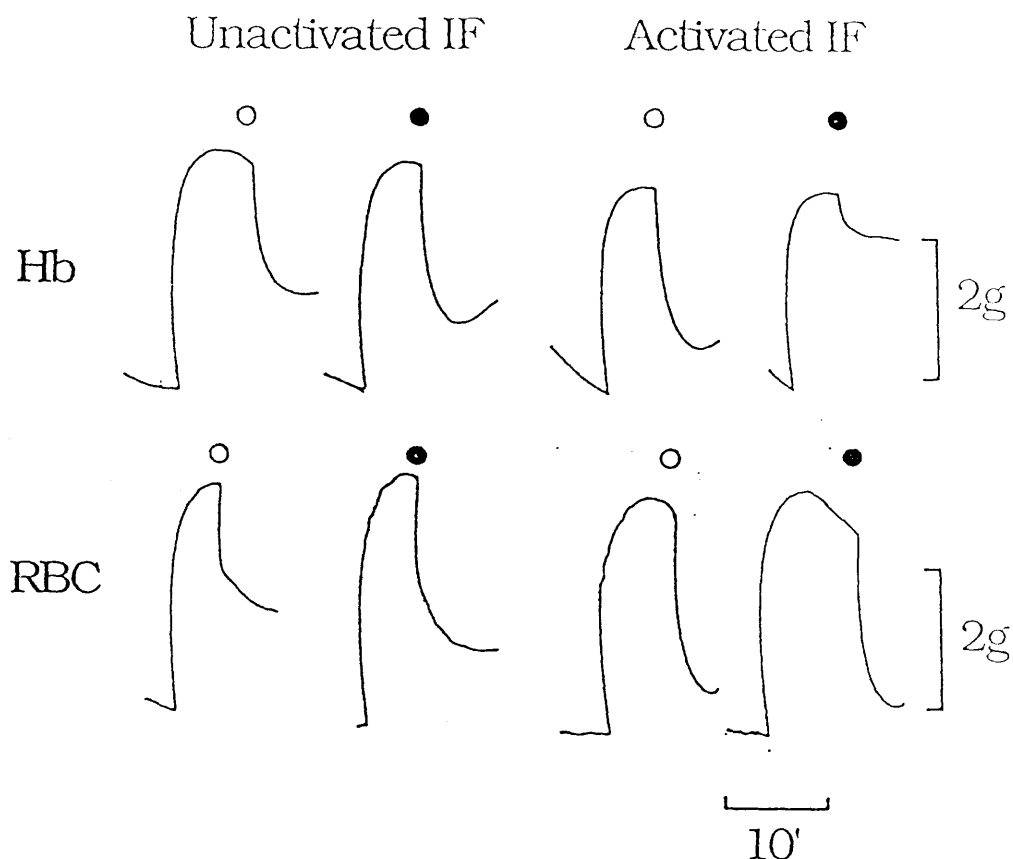 Unactivated IF Activated IF
Hb
2g
RBC
2g
10'